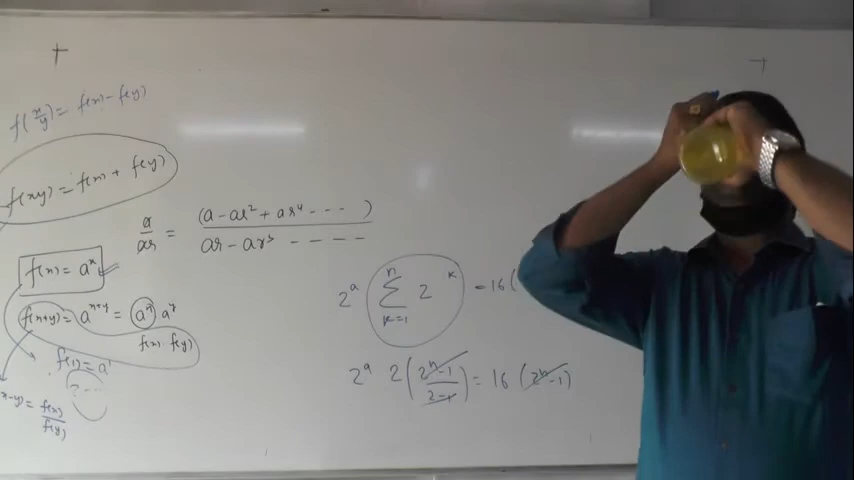 f(x/y) = f(x) - f(y)
f(xy) = f(x) + f(y)
a/ar = (a - ar² + ar⁴ - - - - )/(ar - ar³ - - - -)
f(x) = aˣ
2ᵃ ∑ₖ₌₁ⁿ 2ᵏ = 16(
f(x+y) = aˣ⁺ʸ = aˣ aʸ
f(x) · f(y)
f(1) = a¹
2ᵃ 2((2ⁿ-1)/(2-1)) = 16 (2ⁿ-1)
? - -
x-y) = f(x)/f(y)